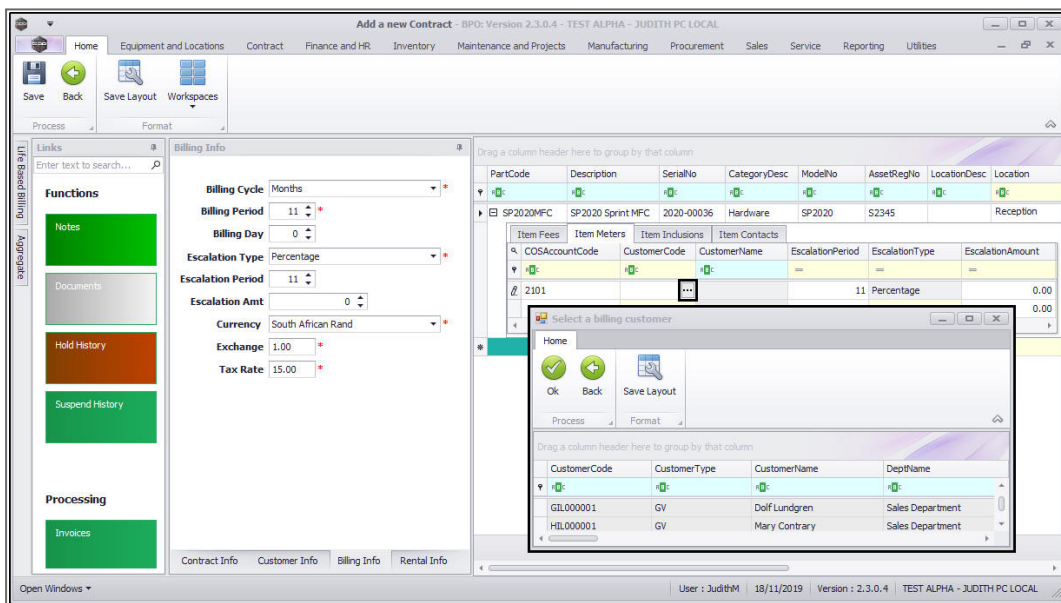 Add a new Contract - BPO: Version 2.3.0.4 - TEST ALPHA - JUDITH PC LOCAL
Home Equipment and Locations Contract Finance and HR Inventory Maintenance and Projects Manufacturing Procurement Sales Service Reporting Utilities
Save Back Save Layout Workspaces
Process Format
Life Based Billing
Aggregate
Links
Enter text to search...
Functions
Notes
Documents
Hold History
Suspend History
Processing
Invoices
Billing Info
Billing Cycle Months *
Billing Period 11 *
Billing Day 0
Escalation Type Percentage *
Escalation Period 11
Escalation Amt 0
Currency South African Rand *
Exchange 1.00 *
Tax Rate 15.00 *
Contract Info Customer Info Billing Info Rental Info
Drag a column header here to group by that column
PartCode Description SerialNo CategoryDesc ModelNo AssetRegNo LocationDesc Location
SP2020MFC SP2020 Sprint MFC 2020-00036 Hardware SP2020 S2345 Reception
Item Fees Item Meters Item Inclusions Item Contacts
COSAccountCode CustomerCode CustomerName EscalationPeriod EscalationType EscalationAmount
= = =
2101 ... 11 Percentage 0.00
0.00
Select a billing customer
Home
Ok Back Save Layout
Process Format
Drag a column header here to group by that column
CustomerCode CustomerType CustomerName DeptName
GIL000001 GV Dolf Lundgren Sales Department
HIL000001 GV Mary Contrary Sales Department
Open Windows User : JudithM 18/11/2019 Version : 2.3.0.4 TEST ALPHA - JUDITH PC LOCAL